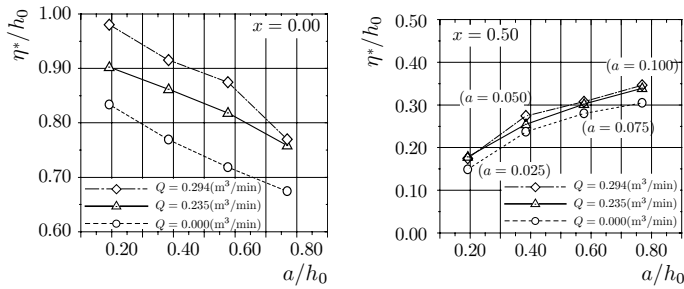 η*/h₀
1.00
0.90
0.80
0.70
0.60
x = 0.00
Q = 0.294(m³/min)
Q = 0.235(m³/min)
Q = 0.000(m³/min)
0.20 0.40 0.60 0.80
a/h₀
η*/h₀
0.50
0.40
0.30
0.20
0.10
0.00
x = 0.50
(a = 0.100)
(a = 0.050)
(a = 0.075)
(a = 0.025)
Q = 0.294(m³/min)
Q = 0.235(m³/min)
Q = 0.000(m³/min)
0.20 0.40 0.60 0.80
a/h₀